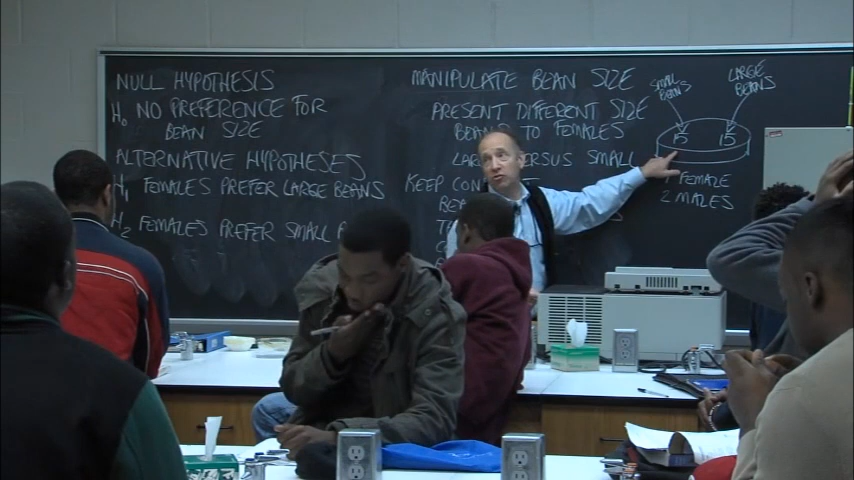 NULL HYPOTHESIS
H₀ NO PREFERENCE FOR
BEAN SIZE
ALTERNATIVE HYPOTHESES
H₁ FEMALES PREFER LARGE BEANS
H₂ FEMALES PREFER SMALL
MANIPULATE BEAN SIZE
PRESENT DIFFERENT SIZE
BEANS TO FEMALES
LARGE VERSUS SMALL
KEEP
SMALL
BEANS
LARGE
BEANS
15 15
FEMALE
2 MALES